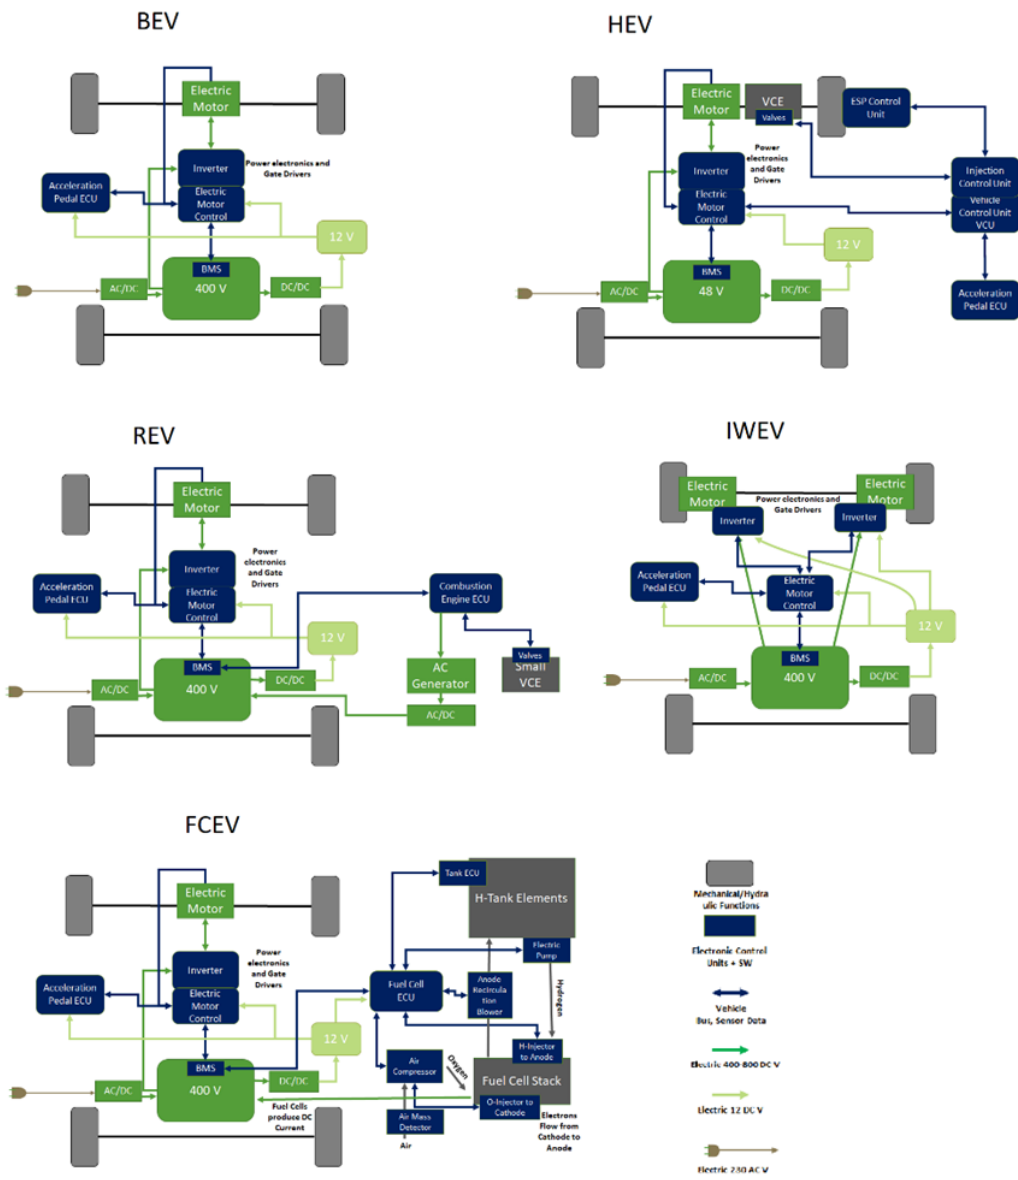 BEV
Electric
Motor
Inverter
Power electronics and
Gate Drivers
Acceleration
Pedal ECU
Electric
Motor
Control
12 V
BMS
400 V
AC/DC
DC/DC
HEV
Electric
Motor
VCE
Valves
ESP Control
Unit
Power
electronics
and Gate
Drivers
Inverter
Electric
Motor
Control
Injection
Control Unit
Vehicle
Control Unit
VCU
12 V
BMS
48 V
AC/DC
DC/DC
Acceleration
Pedal ECU
REV
Electric
Motor
Power
electronics
and Gate
Drivers
Inverter
Acceleration
Pedal ECU
Electric
Motor
Control
Combustion
Engine ECU
12 V
BMS
400 V
AC/DC
DC/DC
AC
Generator
AC/DC
Valves
Small
VCE
IWEV
Electric
Motor
Electric
Motor
Power electronics and
Gate Drivers
Inverter
Inverter
Acceleration
Pedal ECU
Electric
Motor
Control
12 V
BMS
400 V
AC/DC
DC/DC
FCEV
Electric
Motor
Power
electronics
and Gate
Drivers
Inverter
Acceleration
Pedal ECU
Electric
Motor
Control
12 V
BMS
400 V
AC/DC
DC/DC
Fuel Cells
produce DC
Current
Tank ECU
H-Tank Elements
Electric
Pump
Fuel Cell
ECU
Anode
Recircula
tion
Blower
Hydrogen
H-Injector
to Anode
Air
Compressor
Oxygen
Fuel Cell Stack
O-Injector to
Cathode
Air Mass
Detector
Air
Electrons
Flow from
Cathode to
Anode
Mechanical/Hydra
ulic Functions
Electronic Control
Units + SW
Vehicle
Bus, Sensor Data
Electric 400-800 DC V
Electric 12 DC V
Electric 230 AC V